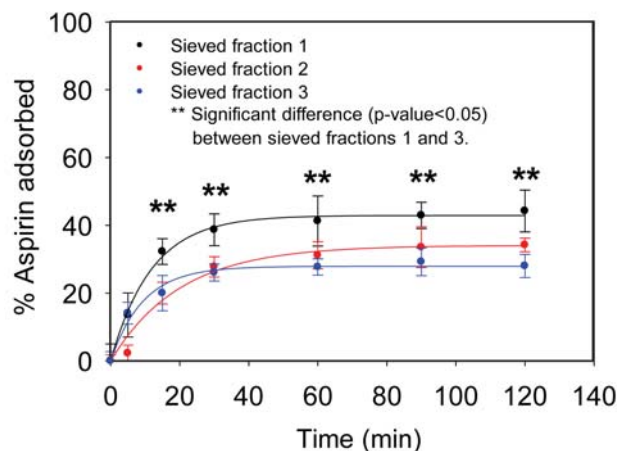 100
80
60
40
20
0
% Aspirin adsorbed
Sieved fraction 1
Sieved fraction 2
Sieved fraction 3
** Significant difference (p-value<0.05)
between sieved fractions 1 and 3.
** ** ** ** **
0 20 40 60 80 100 120 140
Time (min)